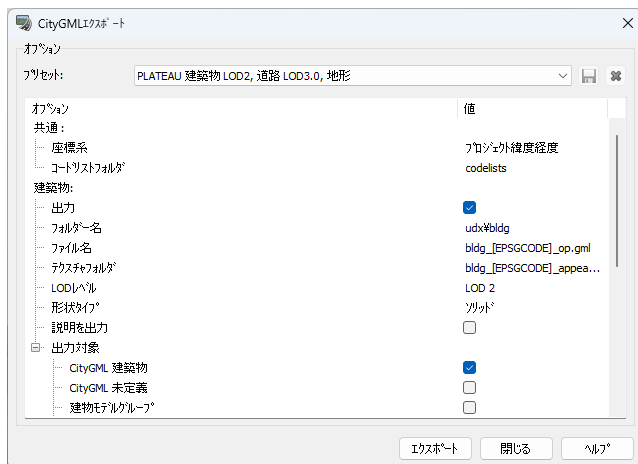 CityGMLｴｸｽﾎﾟｰﾄ
ｵﾌﾟｼｮﾝ
ﾌﾟﾘｾｯﾄ: PLATEAU 建築物 LOD2, 道路 LOD3.0, 地形
ｵﾌﾟｼｮﾝ 値
共通 :
座標系 ﾌﾟﾛｼﾞｪｸﾄ緯度経度
ｺｰﾄﾞﾘｽﾄﾌｫﾙﾀﾞ codelists
建築物:
出力
ﾌｫﾙﾀﾞｰ名 udx¥bldg
ﾌｧｲﾙ名 bldg_[EPSGCODE]_op.gml
ﾃｸｽﾁｬﾌｫﾙﾀﾞ bldg_[EPSGCODE]_appea...
LODﾚﾍﾞﾙ LOD 2
形状ﾀｲﾌﾟ ｿﾘｯﾄﾞ
説明を出力
出力対象
CityGML 建築物
CityGML 未定義
建物ﾓﾃﾞﾙｸﾞﾙｰﾌﾟ
ｴｸｽﾎﾟｰﾄ 閉じる ﾍﾙﾌﾟ